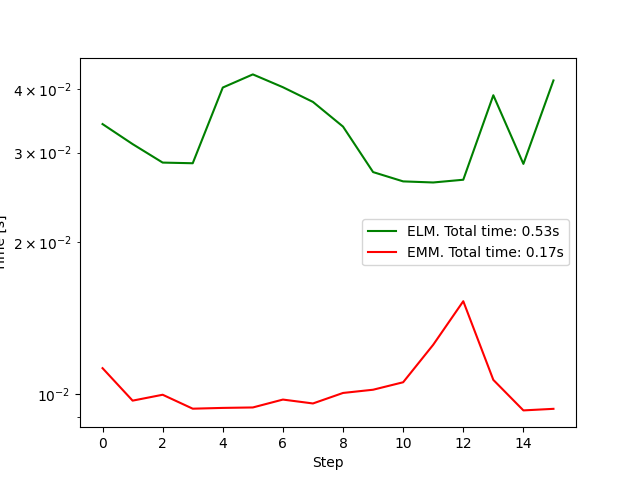 4 × 10⁻²
3 × 10⁻²
2 × 10⁻²
10⁻²
Time [s]
ELM. Total time: 0.53s
EMM. Total time: 0.17s
0 2 4 6 8 10 12 14
Step